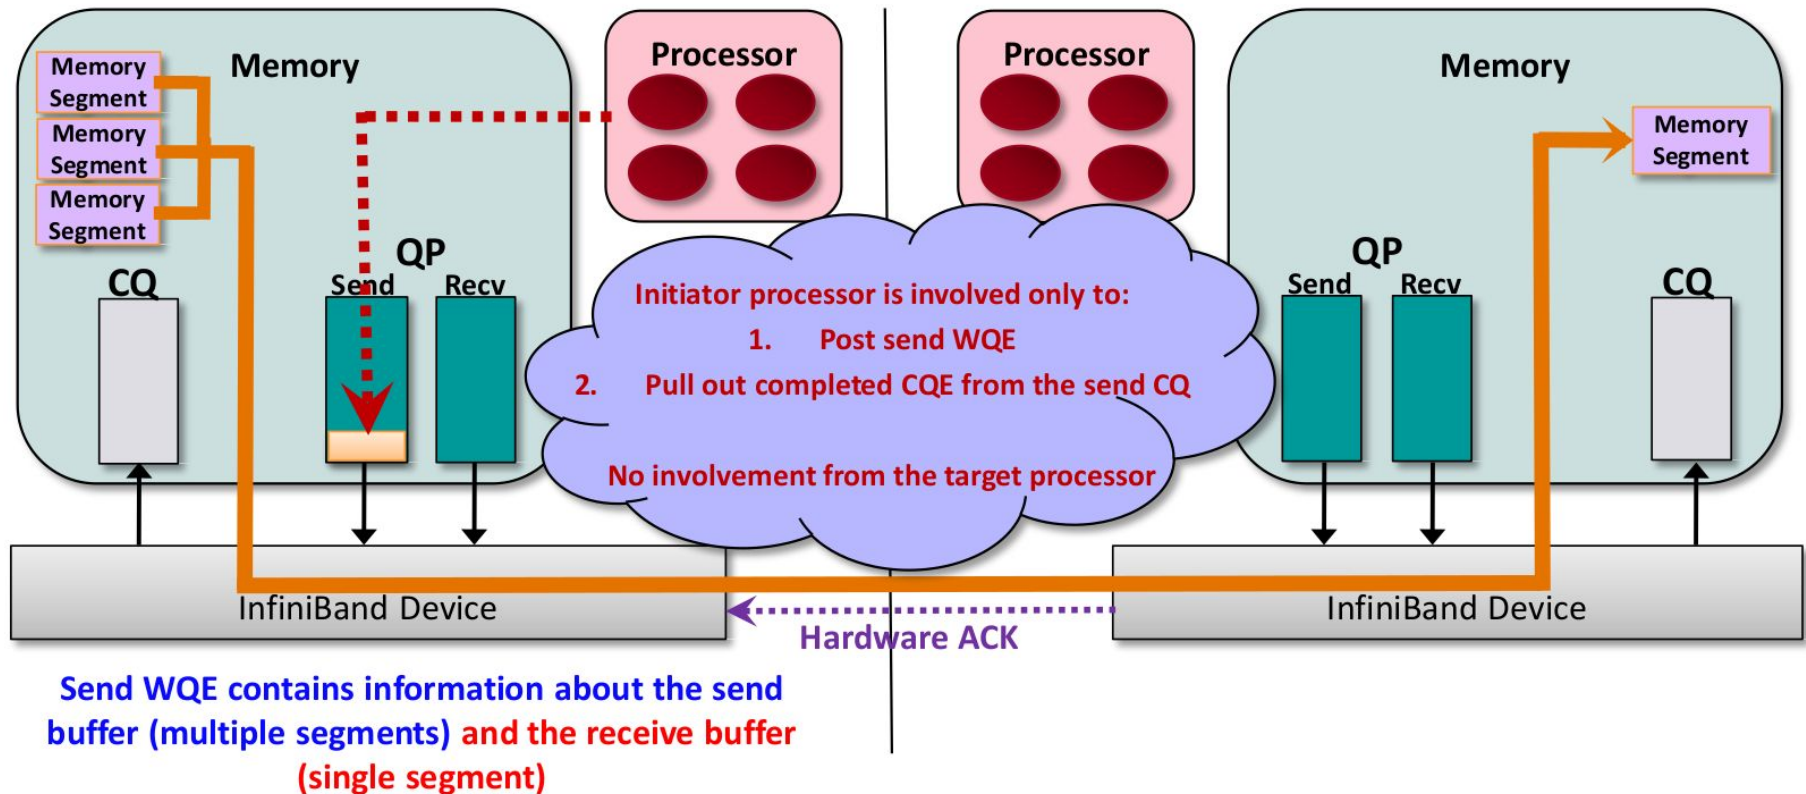 Memory
Segment
Memory
Segment
Memory
Segment
Memory
Processor
Processor
Memory
Memory
Segment
CQ
QP
Send
Recv
Initiator processor is involved only to:
1. Post send WQE
2. Pull out completed CQE from the send CQ
No involvement from the target processor
QP
Send
Recv
CQ
InfiniBand Device
InfiniBand Device
Hardware ACK
Send WQE contains information about the send
buffer (multiple segments) and the receive buffer
(single segment)